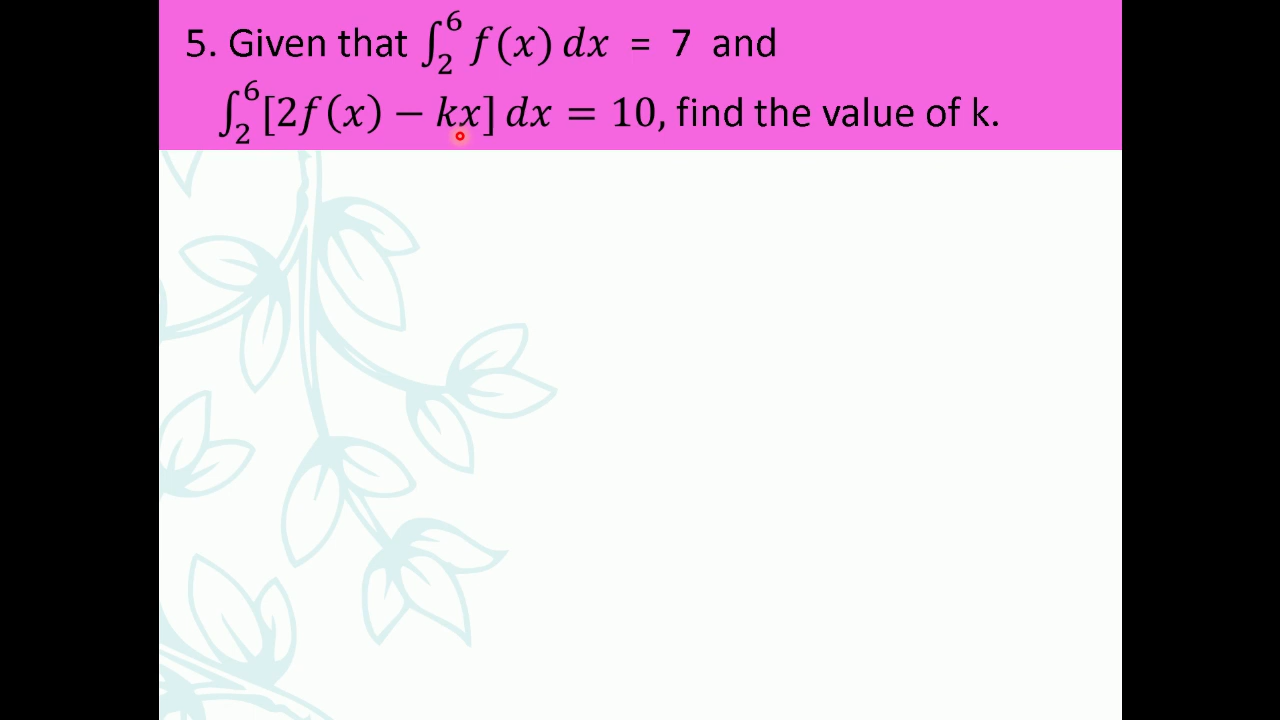 5. Given that ∫₂⁶ f(x) dx = 7 and
∫₂⁶ [2f(x) − kx] dx = 10, find the value of k.